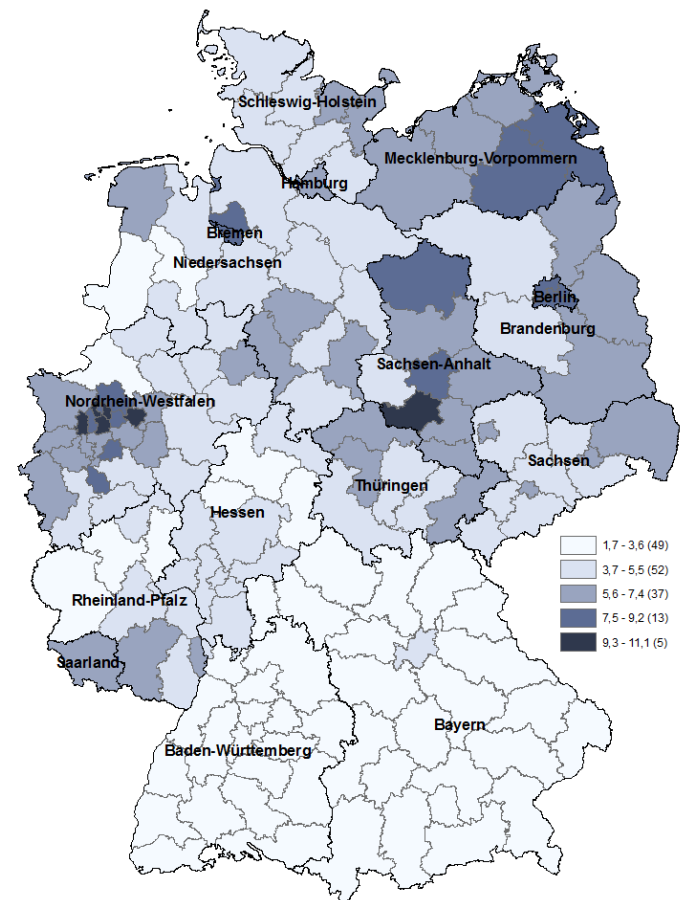 Schleswig-Holstein
Mecklenburg-Vorpommern
Hamburg
Bremen
Niedersachsen
Berlin
Brandenburg
Sachsen-Anhalt
Nordrhein-Westfalen
Sachsen
Thüringen
Hessen
1,7 - 3,6 (49)
3,7 - 5,5 (52)
5,6 - 7,4 (37)
7,5 - 9,2 (13)
9,3 - 11,1 (5)
Rheinland-Pfalz
Saarland
Bayern
Baden-Württemberg